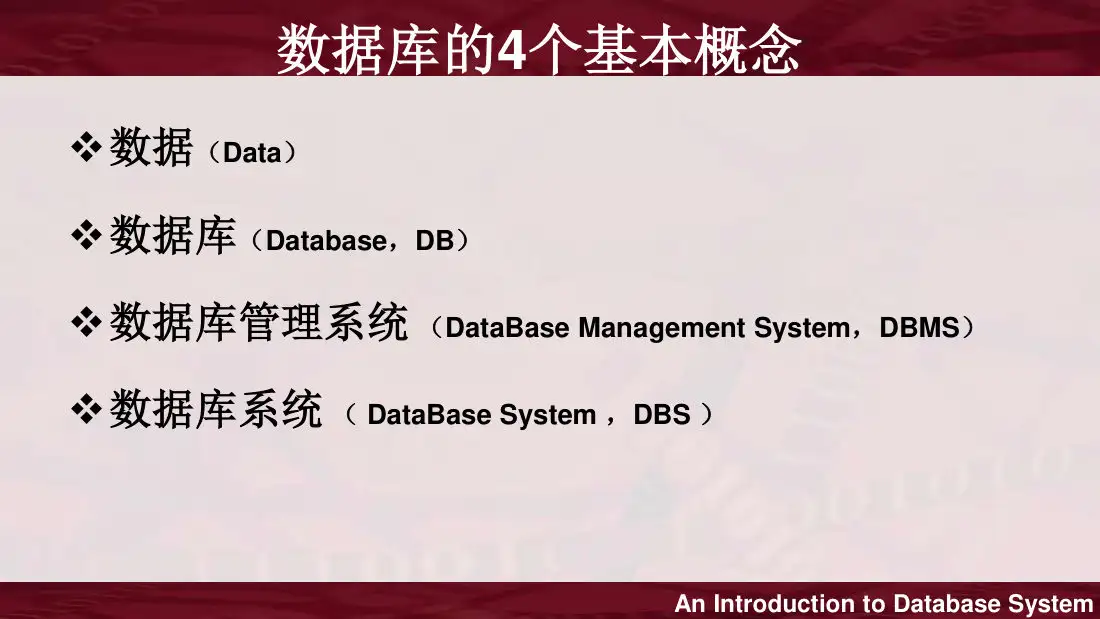 数据库的4个基本概念
❖数据（Data）
❖数据库（Database，DB）
❖数据库管理系统（DataBase Management System，DBMS）
❖数据库系统（ DataBase System ，DBS ）
An Introduction to Database System